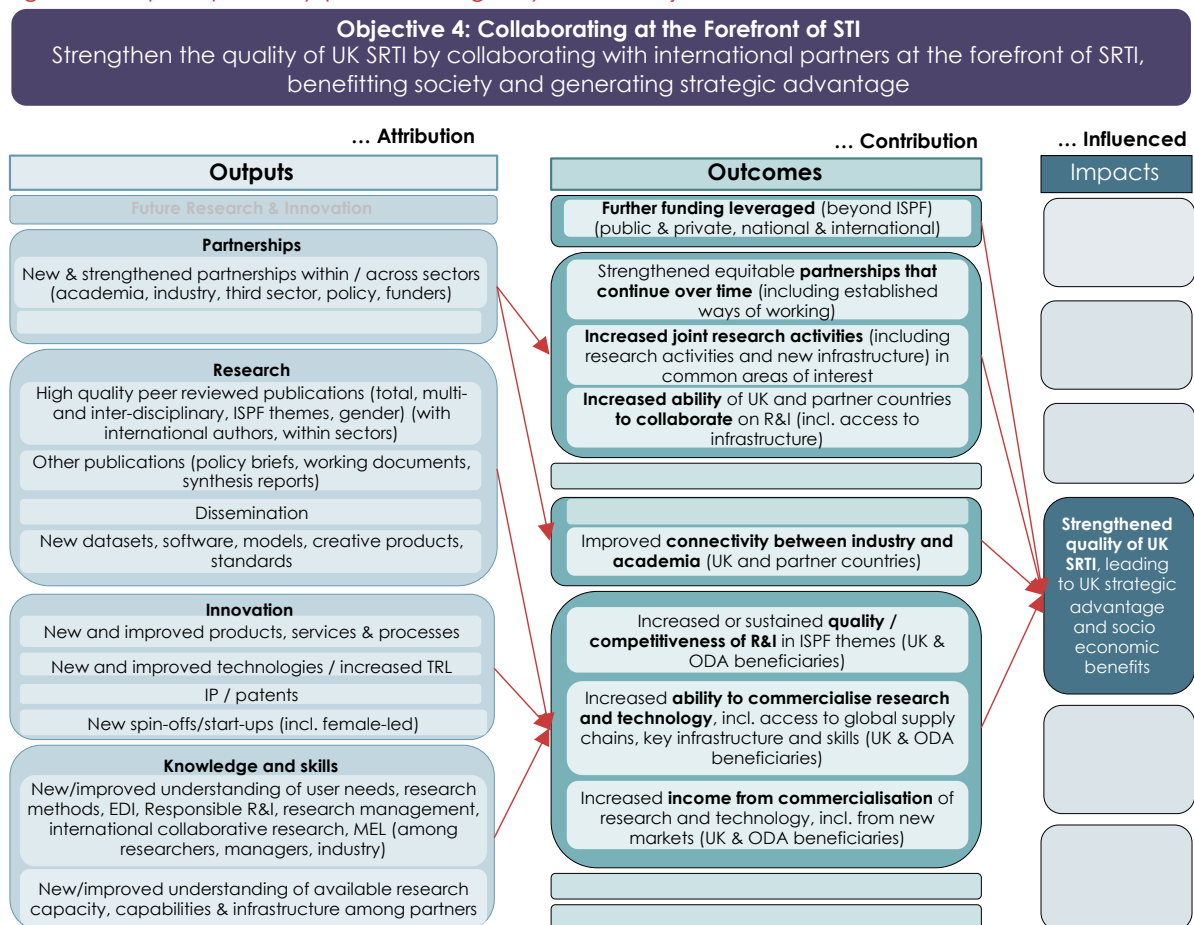 Objective 4: Collaborating at the Forefront of STI
Strengthen the quality of UK SRTI by collaborating with international partners at the forefront of SRTI,
benefitting society and generating strategic advantage
… Attribution
… Contribution
… Influenced
Outputs
Outcomes
Impacts
Future Research & Innovation
Partnerships
New & strengthened partnerships within / across sectors
(academia, industry, third sector, policy, funders)
Research
High quality peer reviewed publications (total, multi-
and inter-disciplinary, ISPF themes, gender) (with
international authors, within sectors)
Other publications (policy briefs, working documents,
synthesis reports)
Dissemination
New datasets, software, models, creative products,
standards
Innovation
New and improved products, services & processes
New and improved technologies / increased TRL
IP / patents
New spin-offs/start-ups (incl. female-led)
Knowledge and skills
New/improved understanding of user needs, research
methods, EDI, Responsible R&I, research management,
international collaborative research, MEL (among
researchers, managers, industry)
New/improved understanding of available research
capacity, capabilities & infrastructure among partners
Further funding leveraged (beyond ISPF)
(public & private, national & international)
Strengthened equitable partnerships that
continue over time (including established
ways of working)
Increased joint research activities (including
research activities and new infrastructure) in
common areas of interest
Increased ability of UK and partner countries
to collaborate on R&I (incl. access to
infrastructure)
Improved connectivity between industry and
academia (UK and partner countries)
Increased or sustained quality /
competitiveness of R&I in ISPF themes (UK &
ODA beneficiaries)
Increased ability to commercialise research
and technology, incl. access to global supply
chains, key infrastructure and skills (UK & ODA
beneficiaries)
Increased income from commercialisation of
research and technology, incl. from new
markets (UK & ODA beneficiaries)
Strengthened
quality of UK
SRTI, leading
to UK strategic
advantage
and socio
economic
benefits